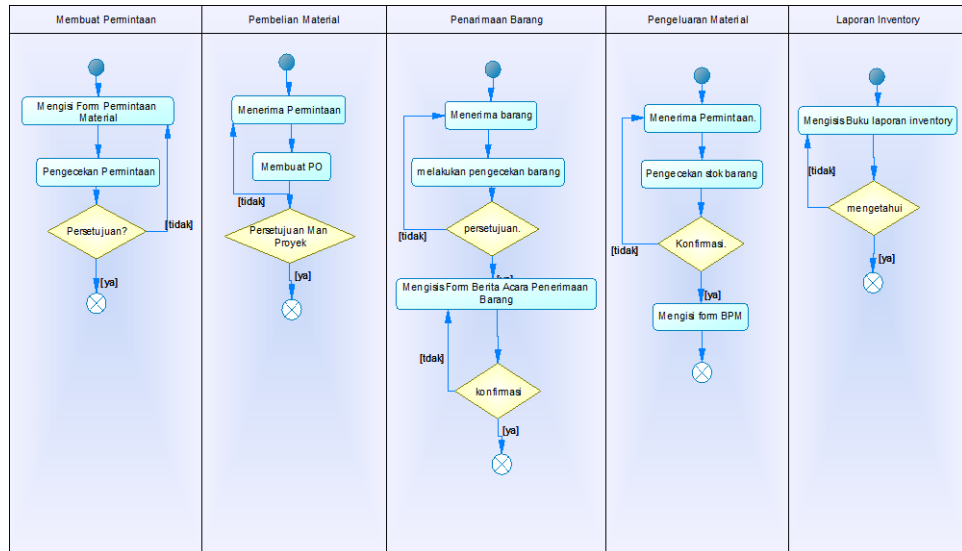 Membuat Permintaan
Mengisi Form Permintaan
Material
Pengecekan Permintaan
Persetujuan?
[tidak]
[ya]
Pembelian Material
Menerima Permintaan
Membuat PO
[tidak]
Persetujuan Man
Proyek
[ya]
Penarimaan Barang
Menerima barang
melakukan pengecekan barang
persetujuan.
[tidak]
[ya]
Mengisis Form Berita Acara Penerimaan
Barang
[tdak]
konfirmasi
[ya]
Pengeluaran Material
Menerima Permintaan.
Pengecekan stok barang
Konfirmasi.
[tidak]
[ya]
Mengisi form BPM
Laporan Inventory
Mengisis Buku laporan inventory
[tidak]
mengetahui
[ya]